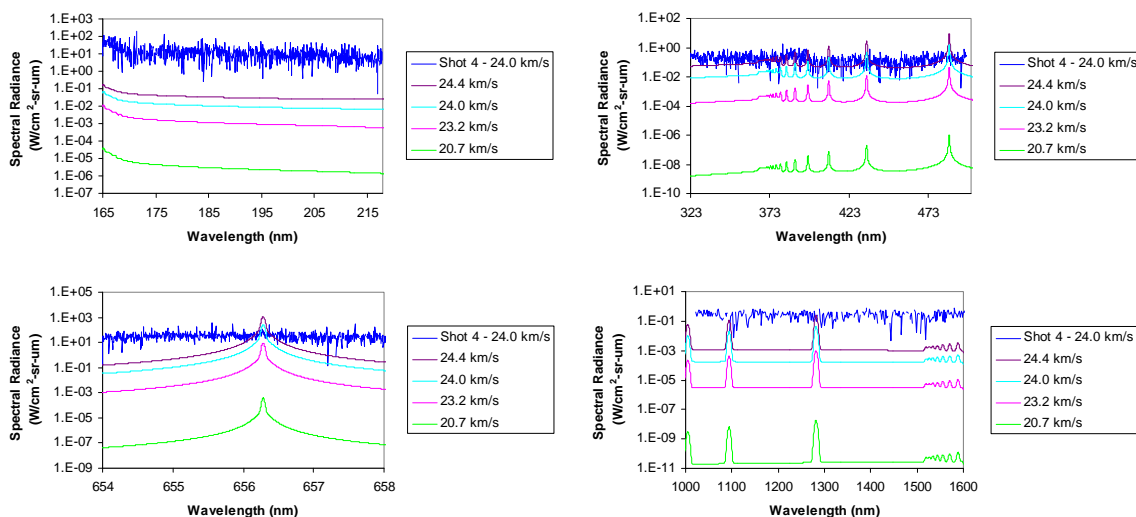 Spectral Radiance
(W/cm²-sr-um)
1.E+03
1.E+02
1.E+01
1.E+00
1.E-01
1.E-02
1.E-03
1.E-04
1.E-05
1.E-06
1.E-07
165 175 185 195 205 215
Wavelength (nm)
Shot 4 - 24.0 km/s
24.4 km/s
24.0 km/s
23.2 km/s
20.7 km/s
Spectral Radiance
(W/cm²-sr-um)
1.E+02
1.E+00
1.E-02
1.E-04
1.E-06
1.E-08
1.E-10
323 373 423 473
Wavelength (nm)
Shot 4 - 24.0 km/s
24.4 km/s
24.0 km/s
23.2 km/s
20.7 km/s
Spectral Radiance
(W/cm²-sr-um)
1.E+05
1.E+03
1.E+01
1.E-01
1.E-03
1.E-05
1.E-07
1.E-09
654 655 656 657 658
Wavelength (nm)
Shot 4 - 24.0 km/s
24.4 km/s
24.0 km/s
23.2 km/s
20.7 km/s
Spectral Radiance
(W/cm²-sr-um)
1.E+01
1.E-01
1.E-03
1.E-05
1.E-07
1.E-09
1.E-11
1000 1100 1200 1300 1400 1500 1600
Wavelength (nm)
Shot 4 - 24.0 km/s
24.4 km/s
24.0 km/s
23.2 km/s
20.7 km/s